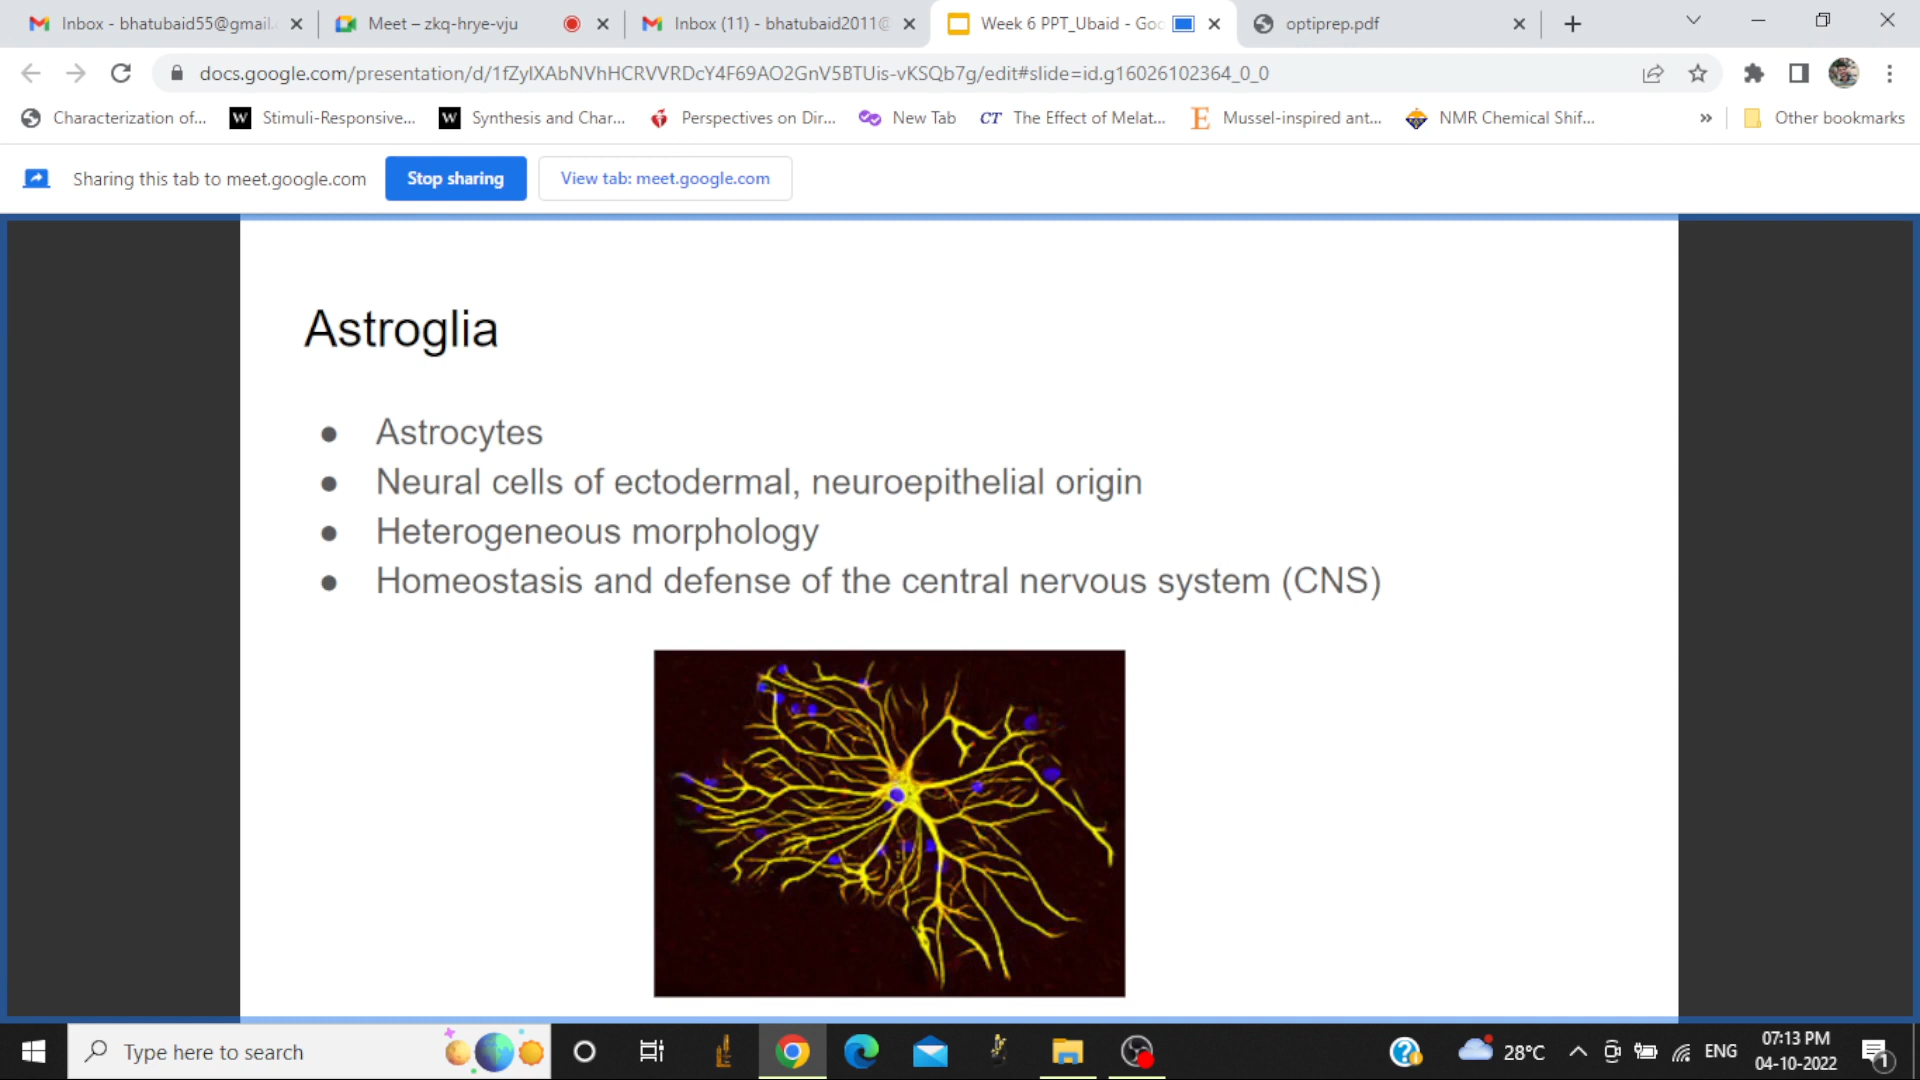 Inbox - bhatubaid55@gmail.
Meet – zkq-hrye-vju
Inbox (11) - bhatubaid2011@
Week 6 PPT_Ubaid - Goo
optiprep.pdf
docs.google.com/presentation/d/1fZylXAbNVhHCRVVRDcY4F69AO2GnV5BTUis-vKSQb7g/edit#slide=id.g16026102364_0_0
Characterization of...
W
Stimuli-Responsive...
W
Synthesis and Char...
Perspectives on Dir...
New Tab
CT
The Effect of Melat...
E
Mussel-inspired ant...
NMR Chemical Shif...
»
Other bookmarks
Sharing this tab to meet.google.com
Stop sharing
View tab: meet.google.com
Astroglia
● Astrocytes
● Neural cells of ectodermal, neuroepithelial origin
● Heterogeneous morphology
● Homeostasis and defense of the central nervous system (CNS)
Type here to search
28°C
ENG
07:13 PM
04-10-2022
1